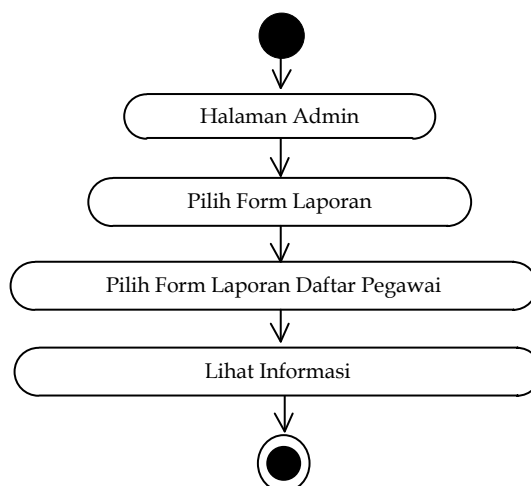 Halaman Admin
Pilih Form Laporan
Pilih Form Laporan Daftar Pegawai
Lihat Informasi